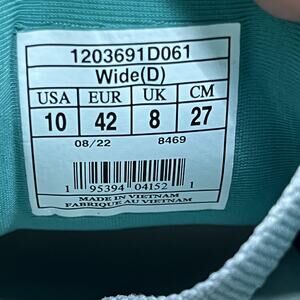 1203691D061
Wide(D)
USA EUR UK CM
10 42 8 27
08/22 8469
1 95394 04152 1
MADE IN VIETNAM
FABRIQUÉ AU VIETNAM